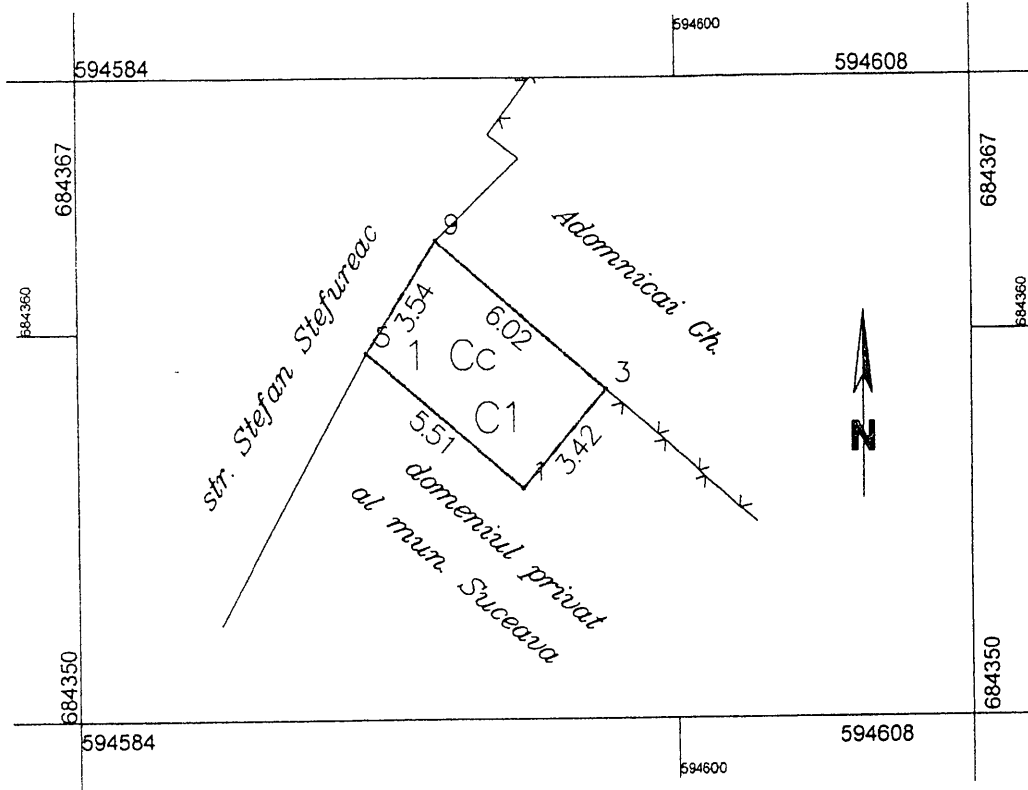 594600
594584
594608
684367
684367
9
Adomnicai Gh.
str. Stefan Stefureac
3.54
6.02
684360
684360
1 Cc
3
C1
5.51
3.42
N
domeniul privat
al mun. Suceava
684350
684350
594584
594608
594600